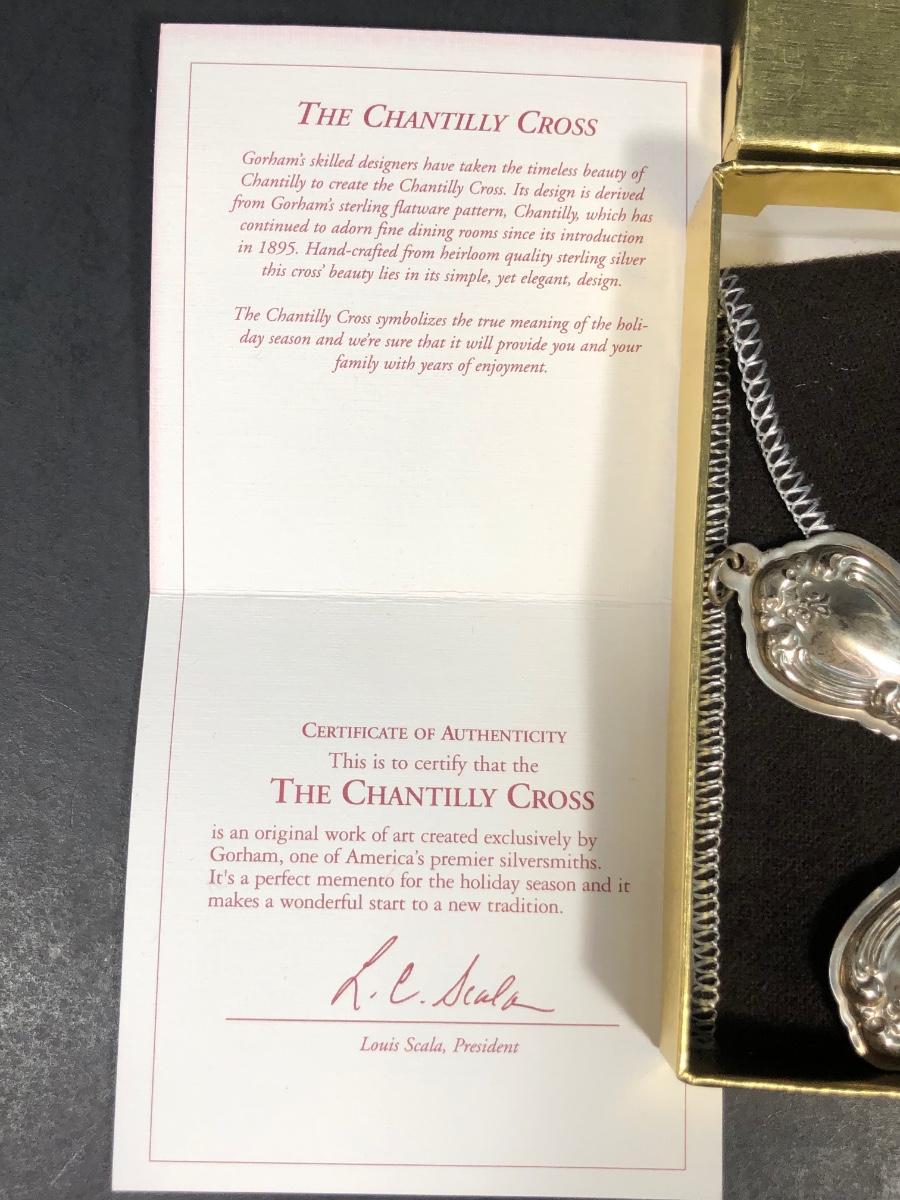 THE CHANTILLY CROSS
Gorham's skilled designers have taken the timeless beauty of
Chantilly to create the Chantilly Cross. Its design is derived
from Gorham's sterling flatware pattern, Chantilly, which has
continued to adorn fine dining rooms since its introduction
in 1895. Hand-crafted from heirloom quality sterling silver
this cross' beauty lies in its simple, yet elegant, design.
The Chantilly Cross symbolizes the true meaning of the holi-
day season and we're sure that it will provide you and your
family with years of enjoyment.
CERTIFICATE OF AUTHENTICITY
This is to certify that the
THE CHANTILLY CROSS
is an original work of art created exclusively by
Gorham, one of America's premier silversmiths.
It's a perfect memento for the holiday season and it
makes a wonderful start to a new tradition.
L. C. Scala
Louis Scala, President